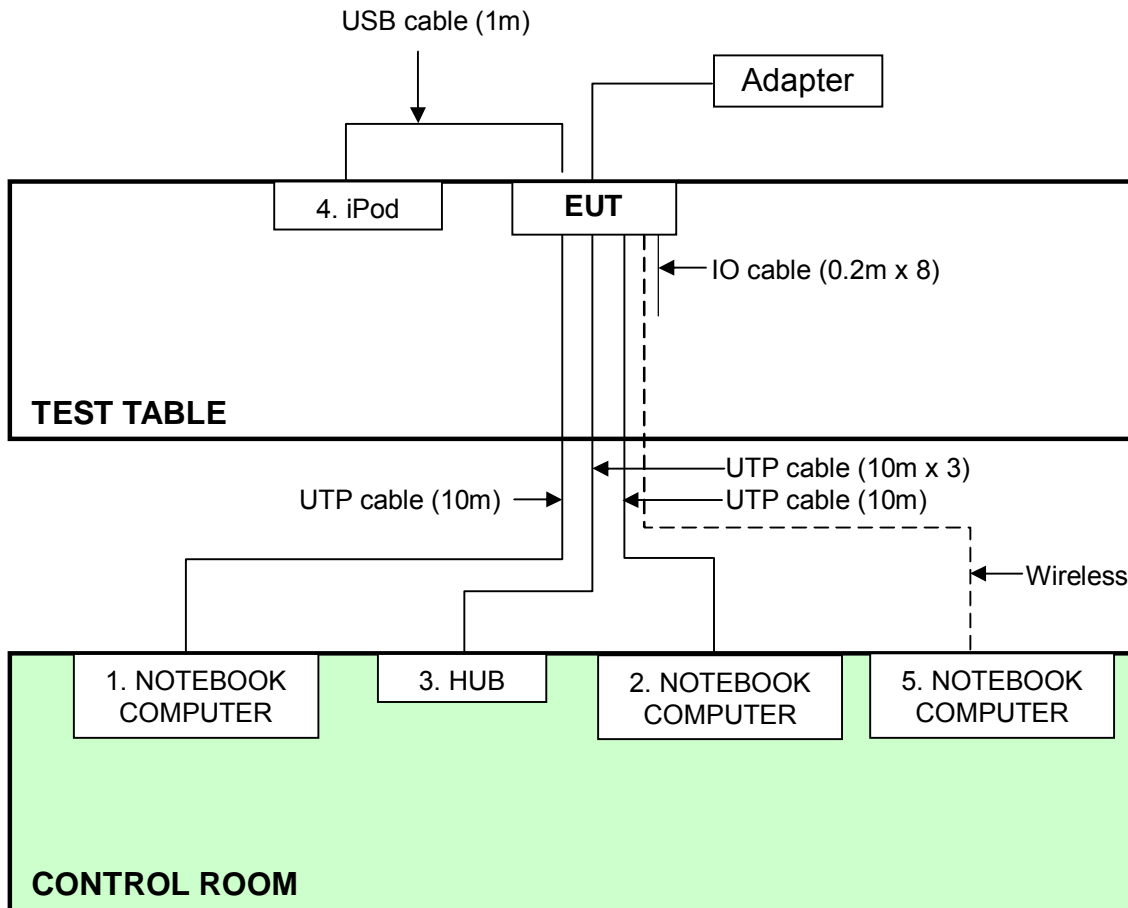 USB cable (1m)
Adapter
4. iPod
EUT
IO cable (0.2m x 8)
TEST TABLE
UTP cable (10m x 3)
UTP cable (10m)
UTP cable (10m)
Wireless
1. NOTEBOOK
COMPUTER
3. HUB
2. NOTEBOOK
COMPUTER
5. NOTEBOOK
COMPUTER
CONTROL ROOM